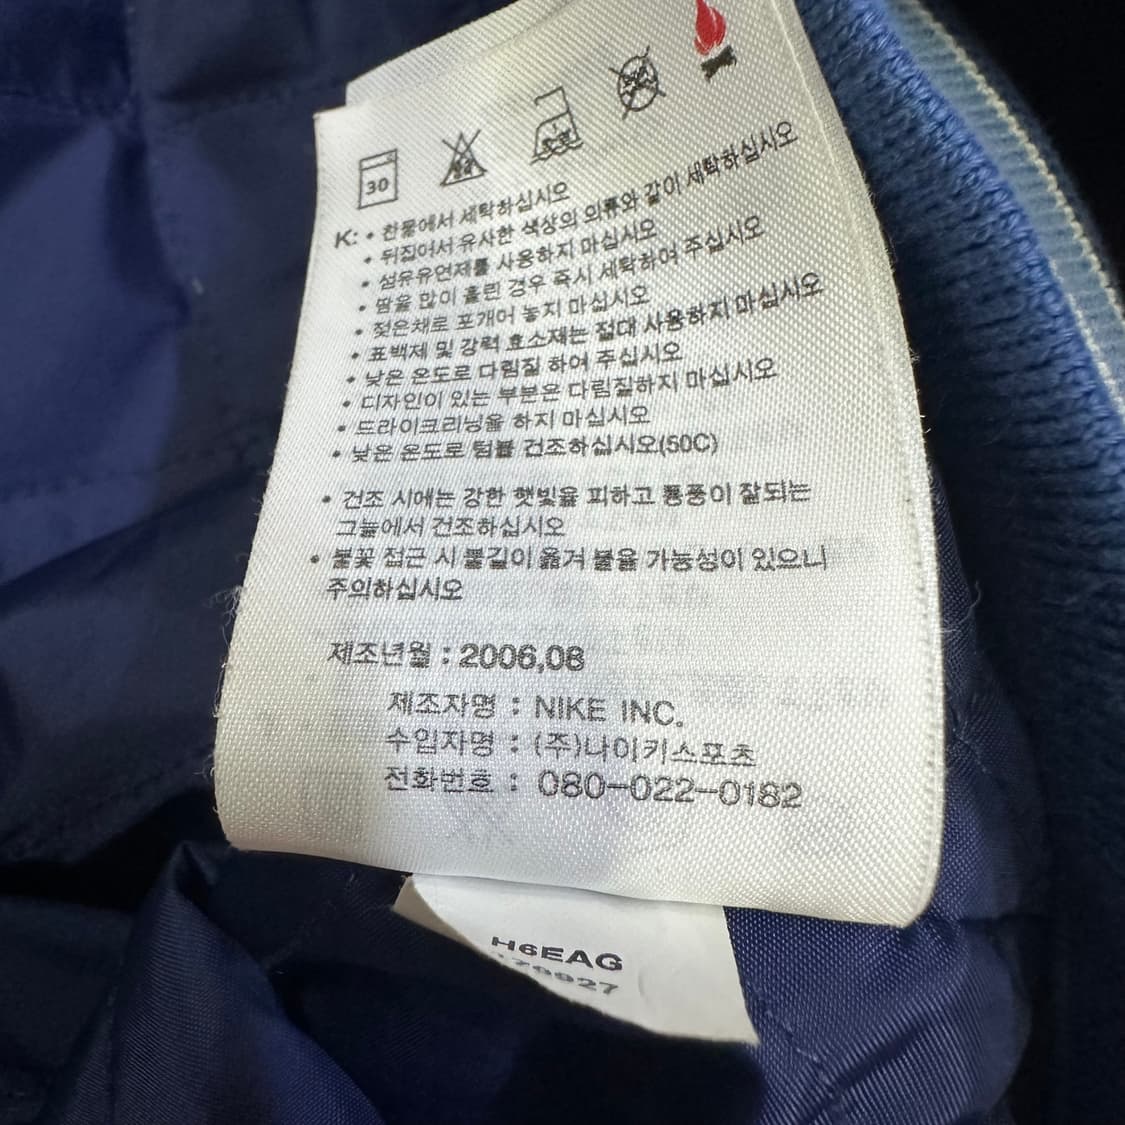 30
K: • 찬물에서 세탁하십시오
• 뒤집어서 유사한 색상의 의류와 같이 세탁하십시오
• 섬유유연제를 사용하지 마십시오
• 땀을 많이 흘린 경우 즉시 세탁하여 주십시오
• 젖은채로 포개어 놓지 마십시오
• 표백제 및 강력 효소재는 절대 사용하지 마십시오
• 낮은 온도로 다림질 하여 주십시오
• 디자인이 있는 부분은 다림질하지 마십시오
• 드라이크리닝을 하지 마십시오
• 낮은 온도로 텀블 건조하십시오(50C)
• 건조 시에는 강한 햇빛을 피하고 통풍이 잘되는
그늘에서 건조하십시오
• 불꽃 접근 시 불길이 옮겨 붙을 가능성이 있으니
주의하십시오
제조년월 : 2006,08
제조자명 : NIKE INC.
수입자명 : (주)나이키스포츠
전화번호 : 080-022-0182
H6EAG